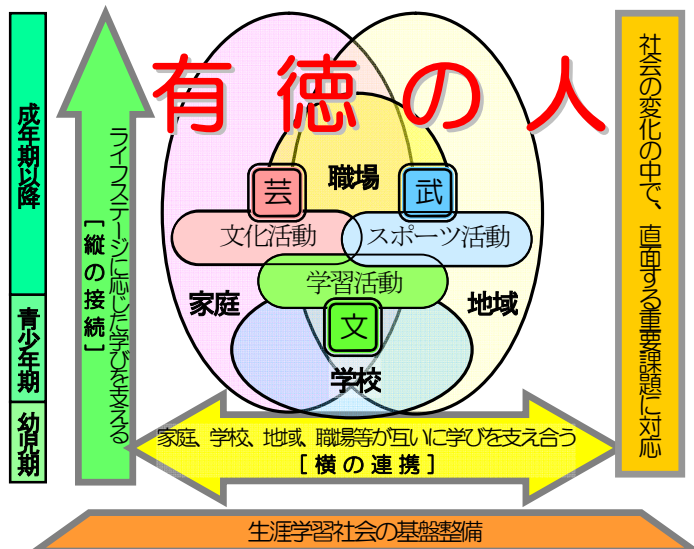 有徳の人
成年期以降
青少年期
幼児期
ライフステージに応じた学びを支える
[縦の接続]
職場
芸
武
文化活動
スポーツ活動
学習活動
家庭
地域
文
学校
家庭、学校、地域、職場等が互いに学びを支え合う
[横の連携]
社会の変化の中で、直面する重要課題に対応
生涯学習社会の基盤整備